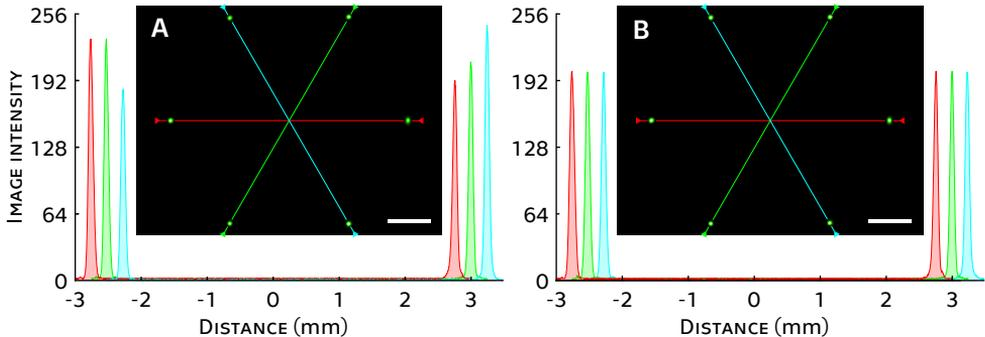 A
B
IMAGE INTENSITY
256
192
128
64
0
-3 -2 -1 0 1 2 3
DISTANCE (mm)
256
192
128
64
0
-3 -2 -1 0 1 2 3
DISTANCE (mm)